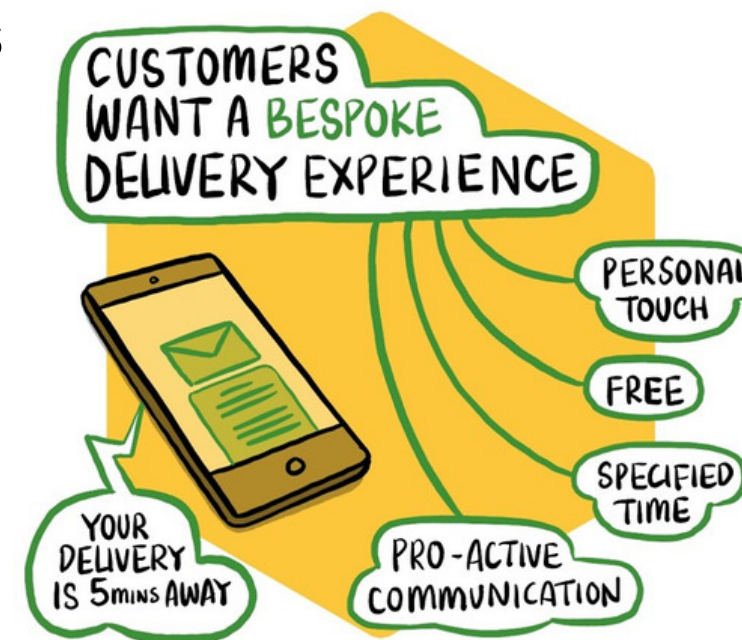 CUSTOMERS
WANT A BESPOKE
DELIVERY EXPERIENCE
PERSONAL
TOUCH
FREE
SPECIFIED
TIME
PRO-ACTIVE
COMMUNICATION
YOUR
DELIVERY
IS 5MINS AWAY